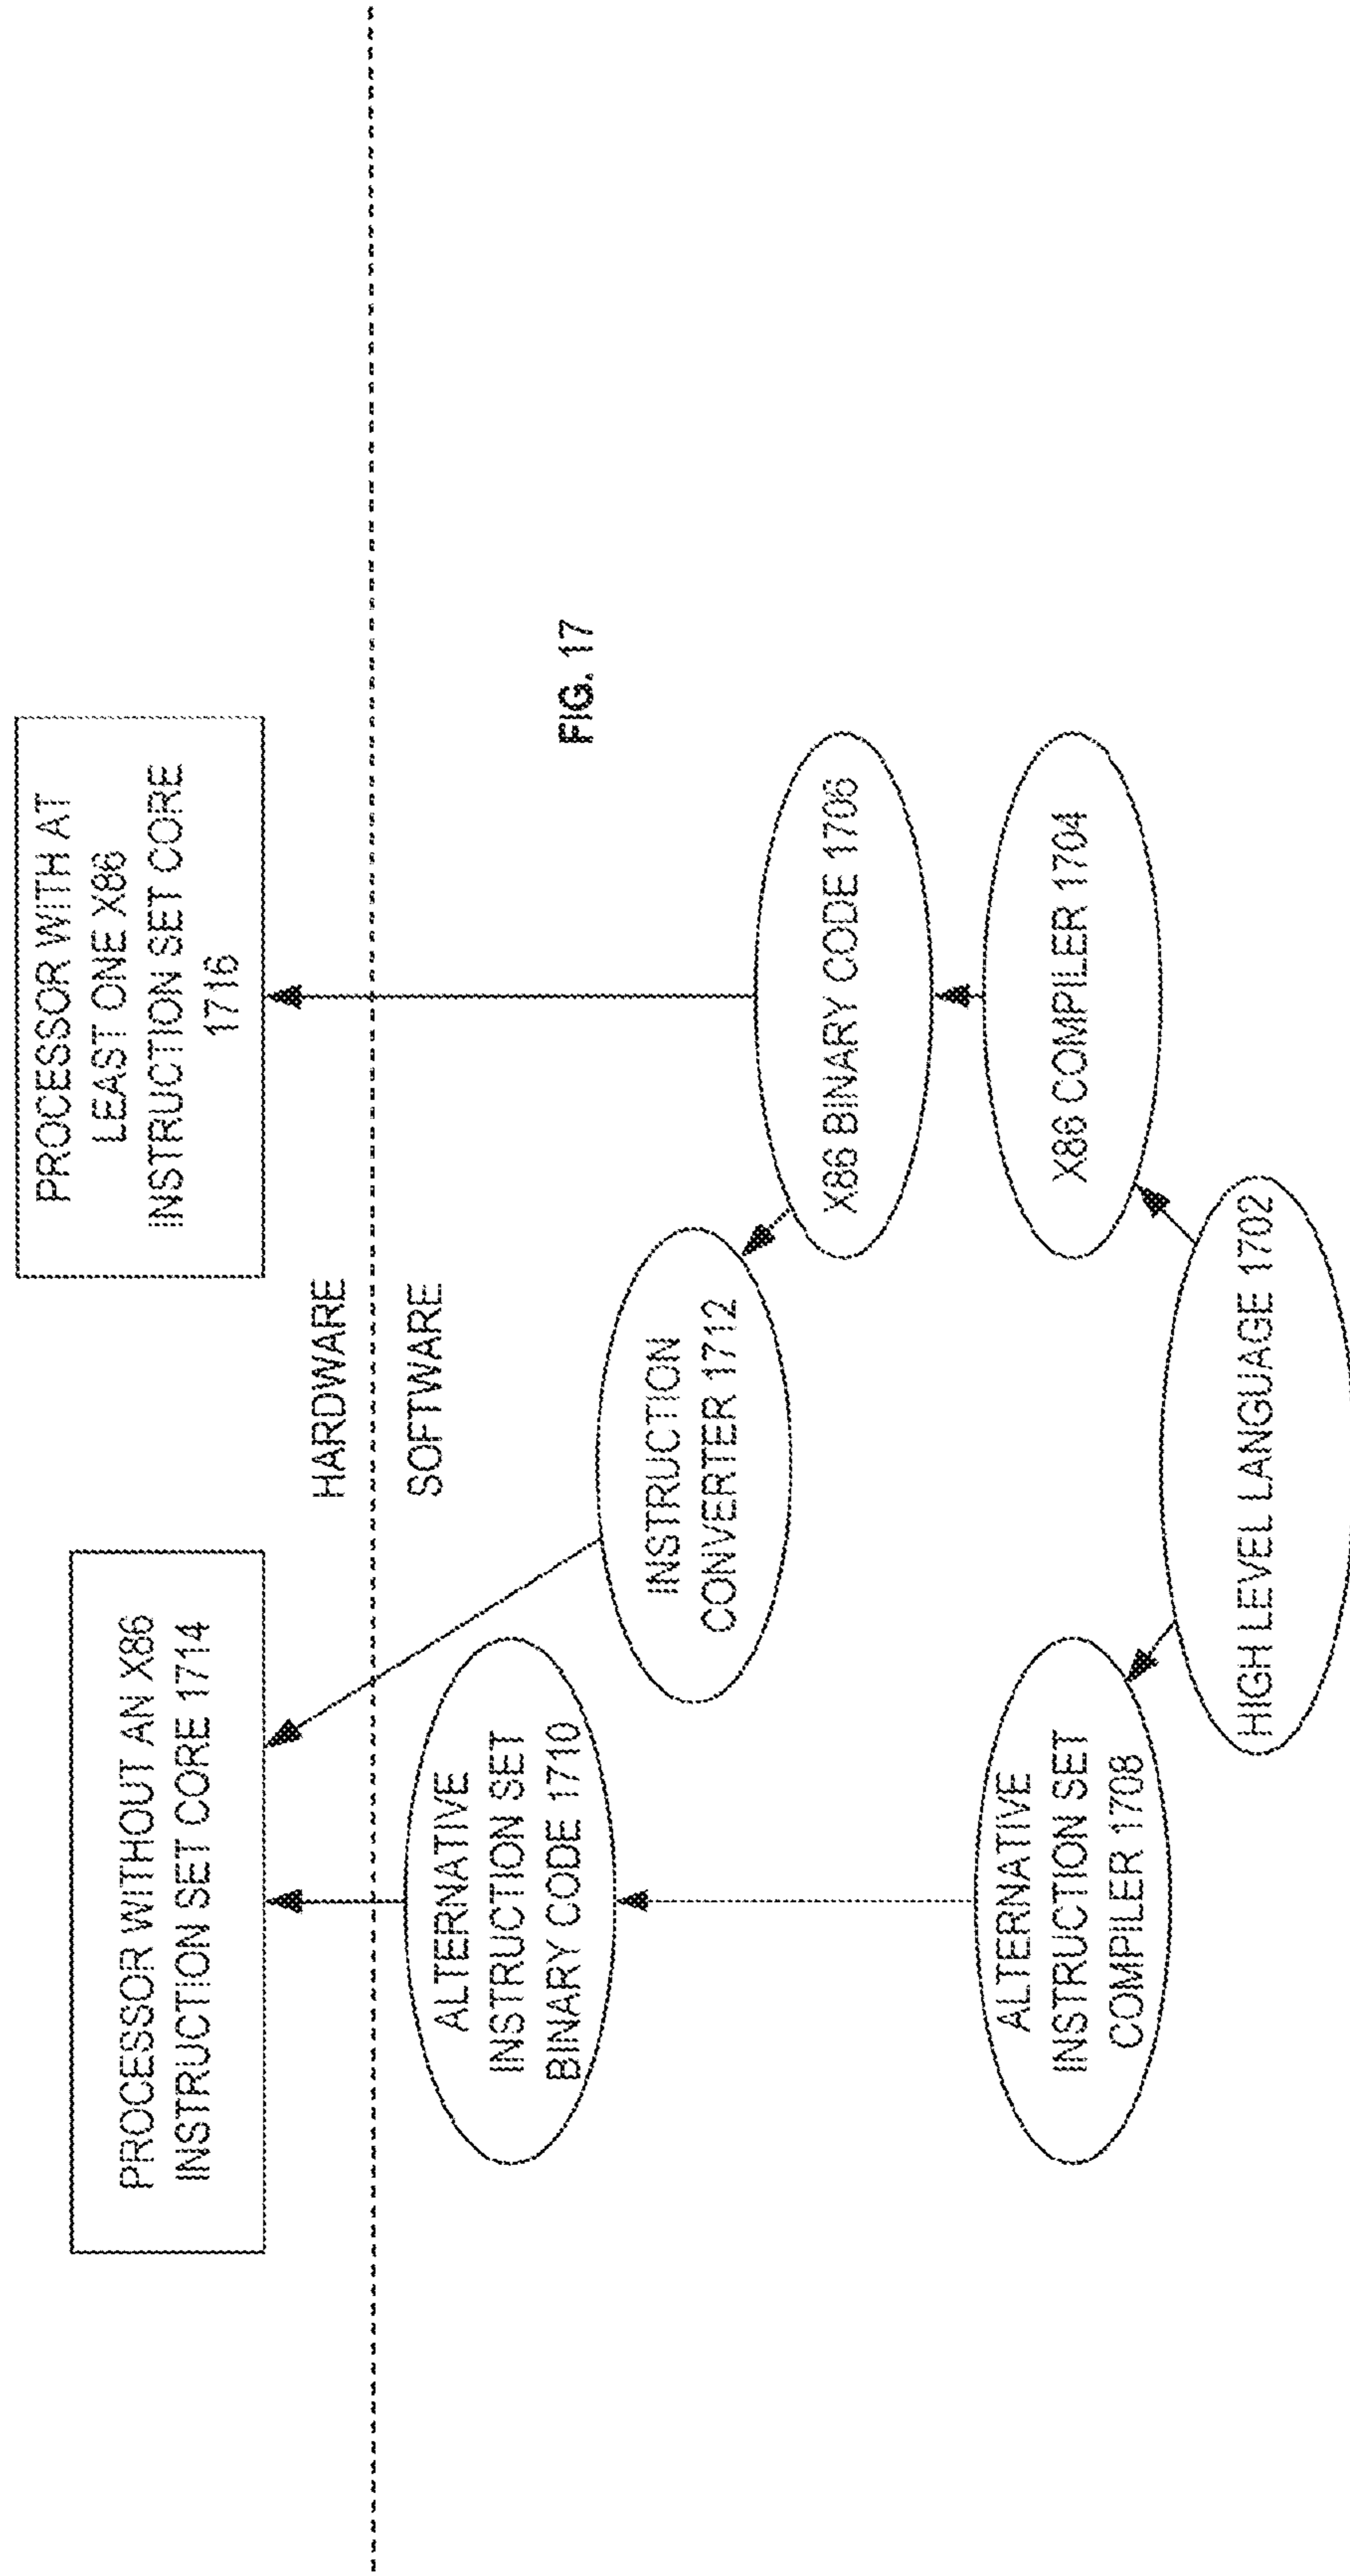 PROCESSOR WITHOUT AN X86
INSTRUCTION SET CORE 1714
PROCESSOR WITH AT
LEAST ONE X86
INSTRUCTION SET CORE
1716
HARDWARE
SOFTWARE
ALTERNATIVE
INSTRUCTION SET
BINARY CODE 1710
INSTRUCTION
CONVERTER 1712
FIG. 17
X86 BINARY CODE 1706
ALTERNATIVE
INSTRUCTION SET
COMPILER 1708
X86 COMPILER 1704
HIGH LEVEL LANGUAGE 1702